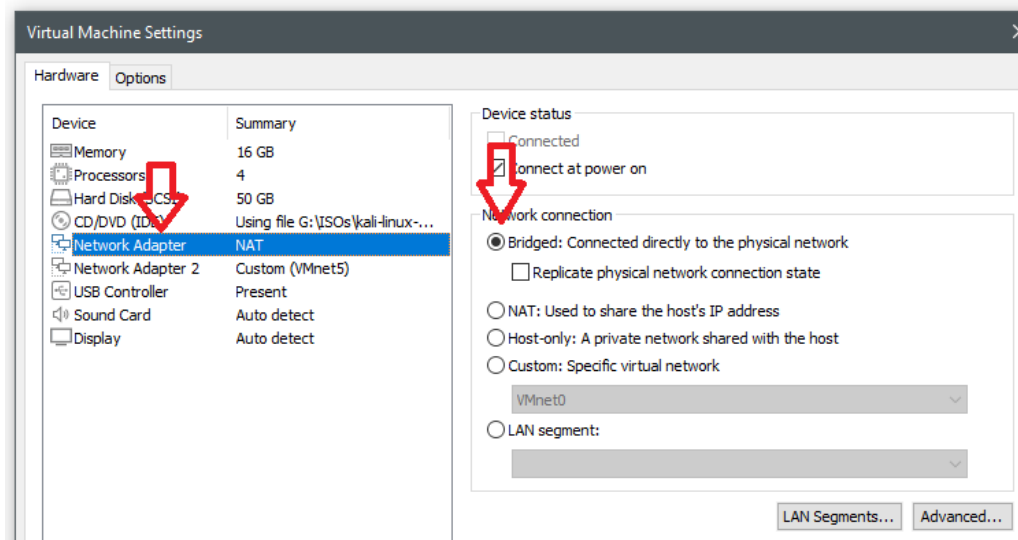 Virtual Machine Settings
Hardware Options
Device Summary
Memory 16 GB
Processors 4
Hard Disk (SCSI) 50 GB
CD/DVD (IDE) Using file G:\ISOs\kali-linux-...
Network Adapter NAT
Network Adapter 2 Custom (VMnet5)
USB Controller Present
Sound Card Auto detect
Display Auto detect
Device status
Connected
Connect at power on
Network connection
Bridged: Connected directly to the physical network
Replicate physical network connection state
NAT: Used to share the host's IP address
Host-only: A private network shared with the host
Custom: Specific virtual network
VMnet0
LAN segment:
LAN Segments... Advanced...